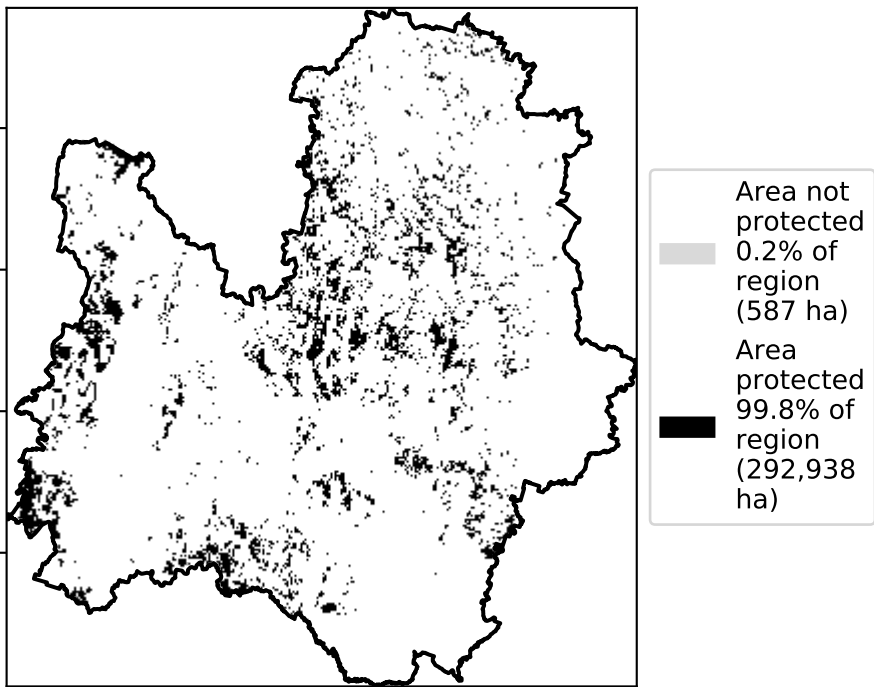 Area not
protected
0.2% of
region
(587 ha)
Area
protected
99.8% of
region
(292,938
ha)